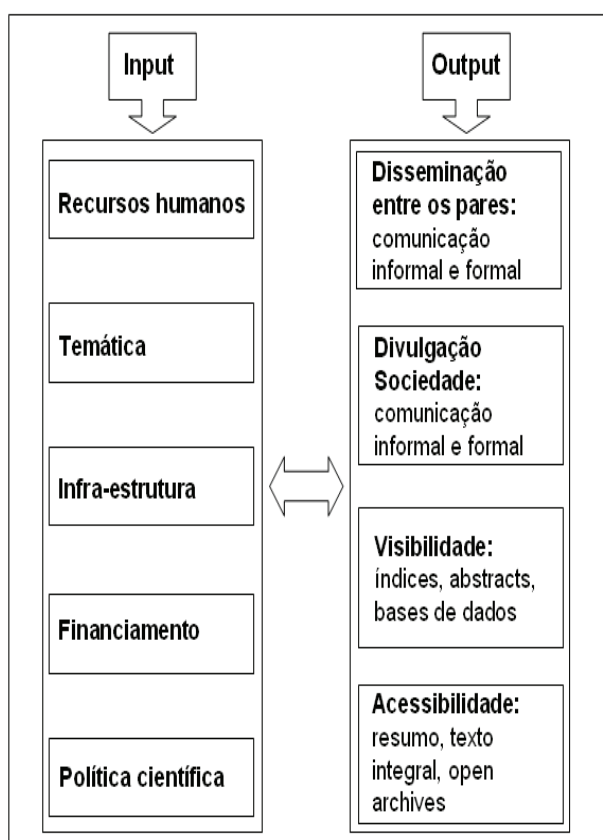 Input
Recursos humanos
Temática
Infra-estrutura
Financiamento
Política científica
Output
Disseminação
entre os pares:
comunicação
informal e formal
Divulgação
Sociedade:
comunicação
informal e formal
Visibilidade:
índices, abstracts,
bases de dados
Acessibilidade:
resumo, texto
integral, open
archives